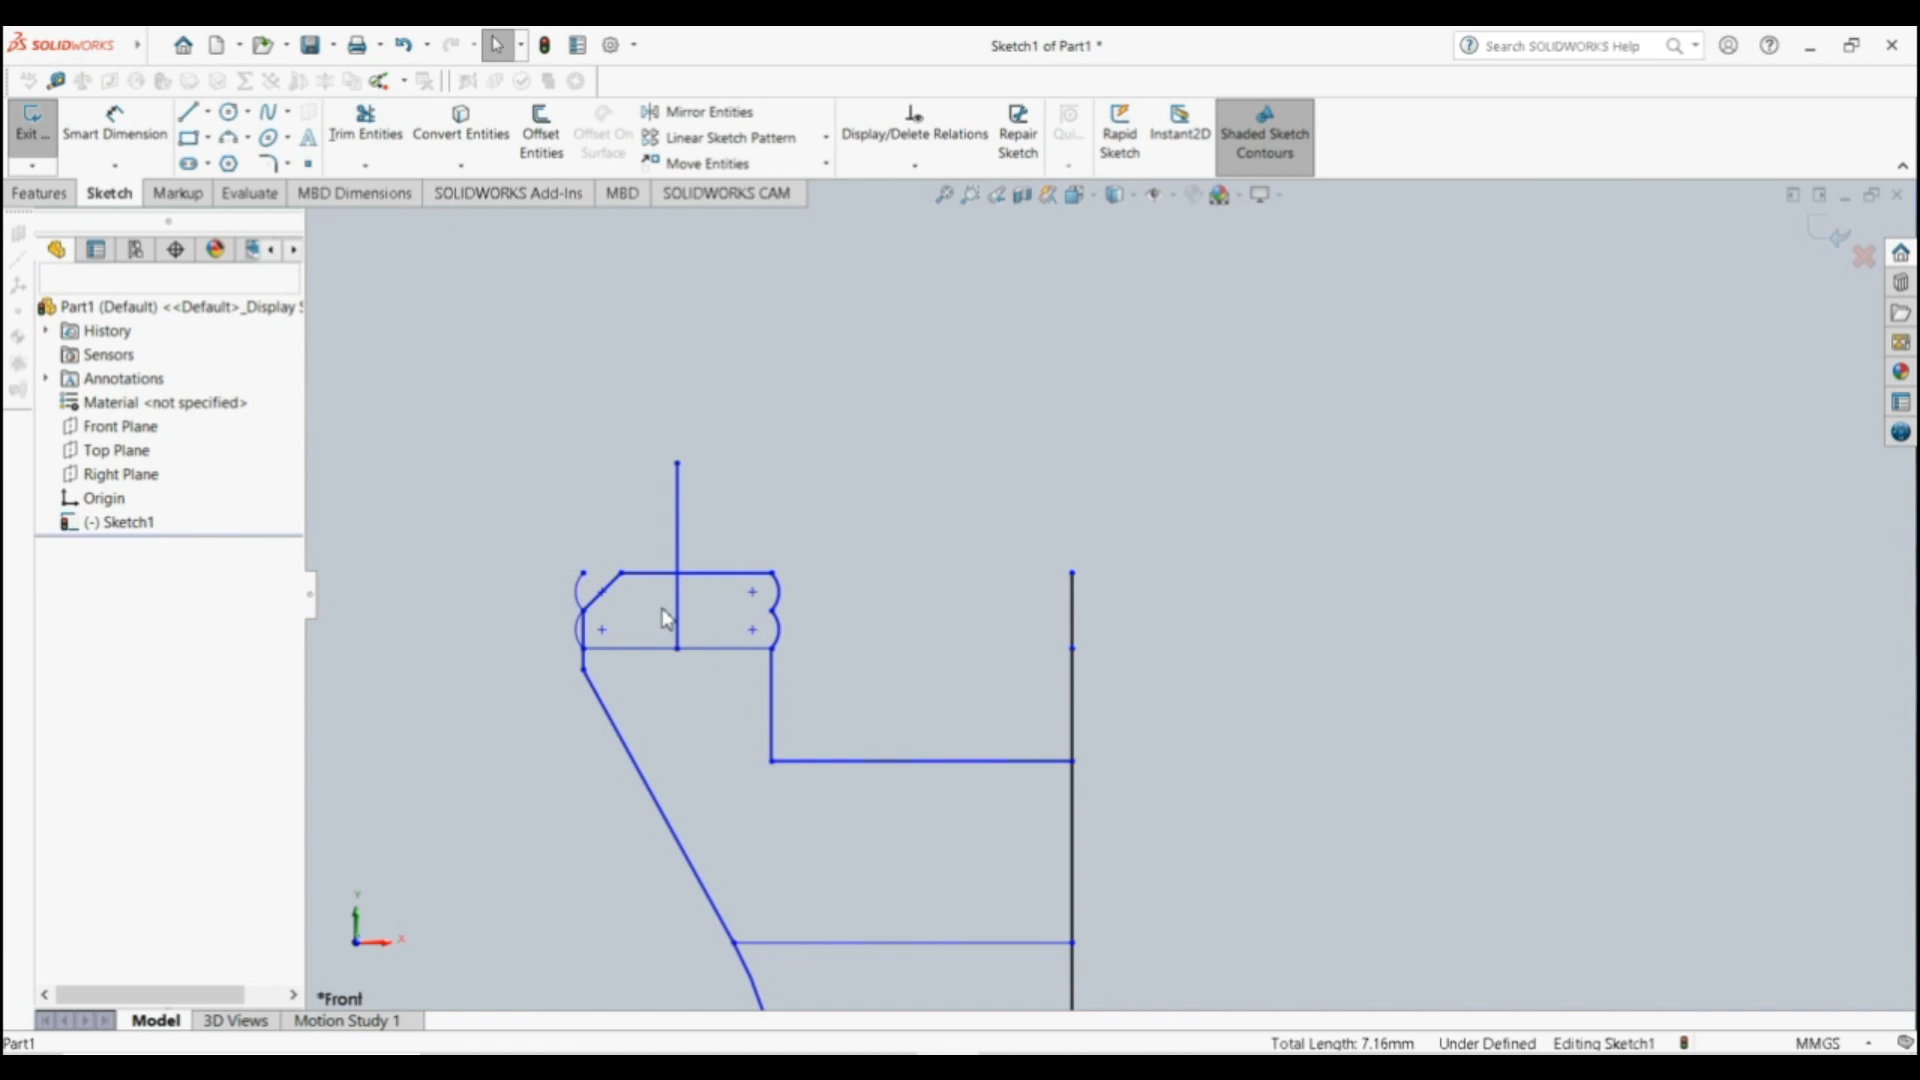 SOLIDWORKS
Sketch1 of Part1 *
Search SOLIDWORKS Help
Exit ...
Smart Dimension
Trim Entities
Convert Entities
Offset Entities
Offset On Surface
Mirror Entities
Linear Sketch Pattern
Move Entities
Display/Delete Relations
Repair Sketch
Qui...
Rapid Sketch
Instant2D
Shaded Sketch Contours
Features
Sketch
Markup
Evaluate
MBD Dimensions
SOLIDWORKS Add-Ins
MBD
SOLIDWORKS CAM
Part1 (Default) <<Default>_Display S
History
Sensors
Annotations
Material <not specified>
Front Plane
Top Plane
Right Plane
Origin
(-) Sketch1
Y
X
*Front
Model
3D Views
Motion Study 1
Part1
Total Length: 7.16mm
Under Defined
Editing Sketch1
MMGS